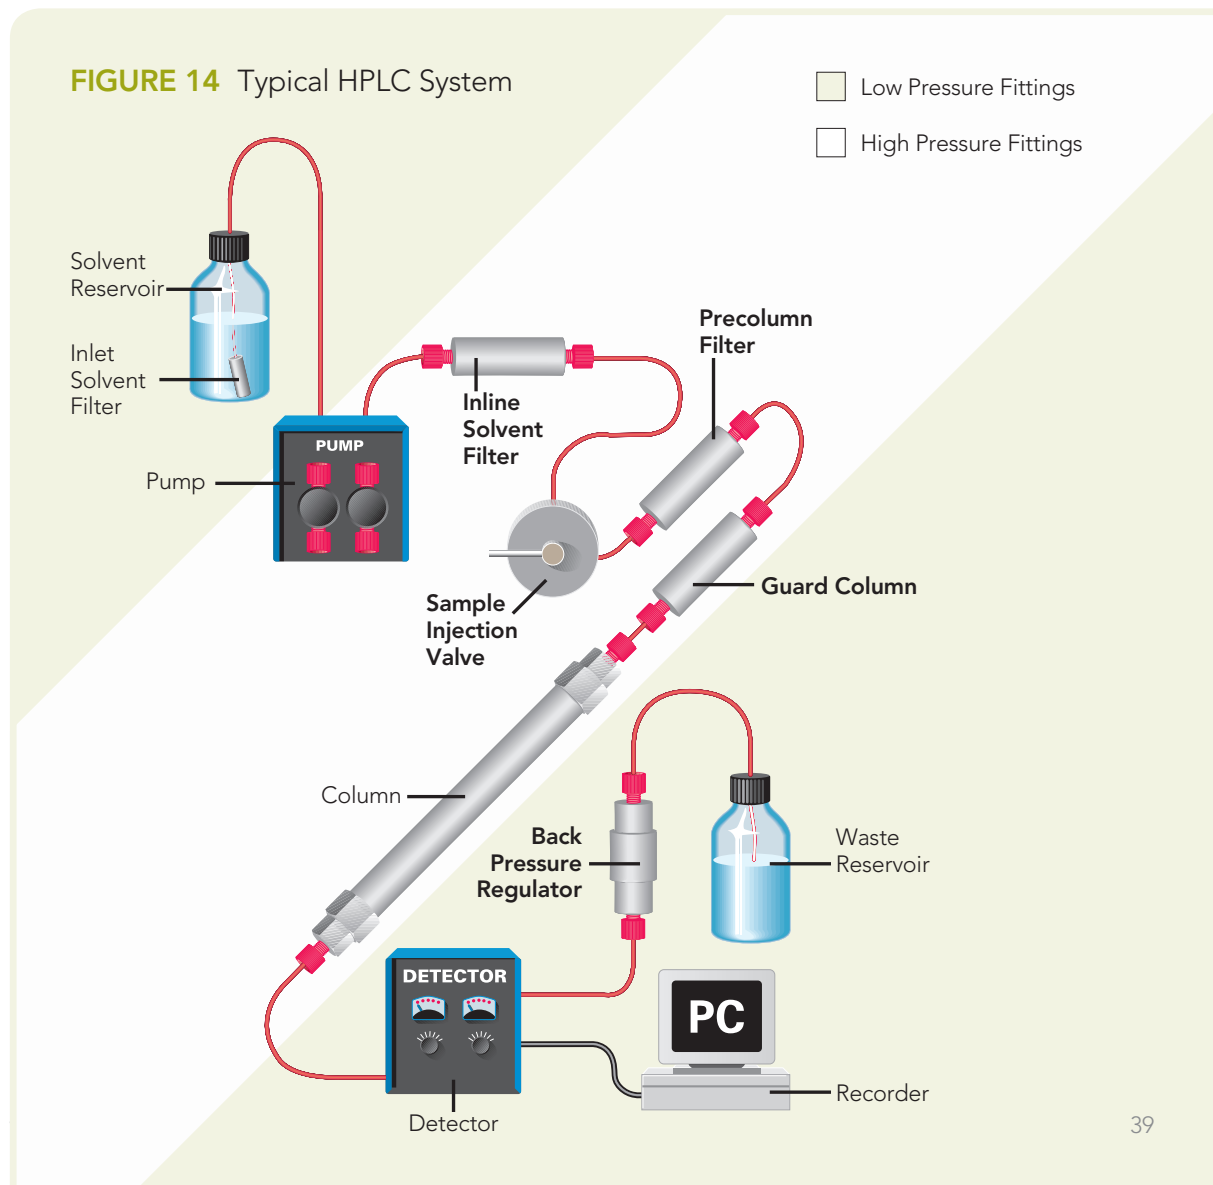 FIGURE 14 Typical HPLC System
Low Pressure Fittings
High Pressure Fittings
Solvent
Reservoir
Inlet
Solvent
Filter
Precolumn
Filter
Inline
Solvent
Filter
PUMP
Pump
Guard Column
Sample
Injection
Valve
Column
Back
Pressure
Regulator
Waste
Reservoir
DETECTOR
PC
Recorder
Detector
39